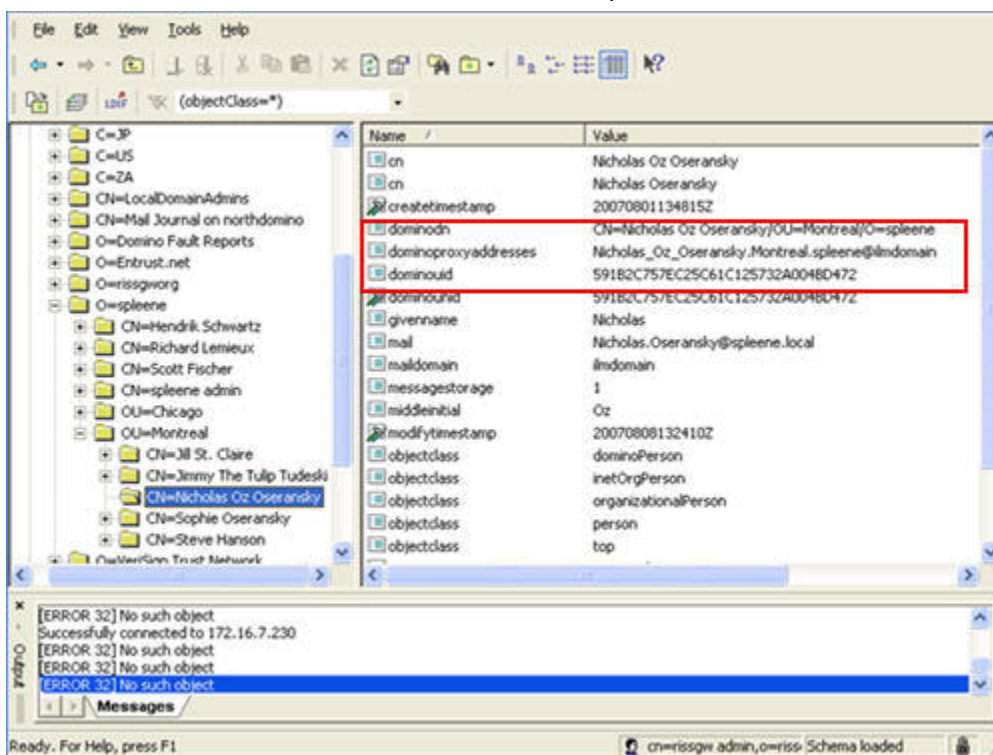 File Edit View Tools Help
LDIF (objectClass=*)
C=JP
C=US
C=ZA
CN=LocalDomainAdmins
CN=Mail Journal on northdomino
O=Domino Fault Reports
O=Entrust.net
O=rissgworg
O=spleene
CN=Hendrik Schwartz
CN=Richard Lemieux
CN=Scott Fischer
CN=spleene admin
OU=Chicago
OU=Montreal
CN=Jill St. Claire
CN=Jimmy The Tulip Tudeski
CN=Nicholas Oz Oseransky
CN=Sophie Oseransky
CN=Steve Hanson
O=VeriSign Trust Network
Name / Value
cn Nicholas Oz Oseransky
cn Nicholas Oseransky
createtimestamp 20070801134815Z
dominodn CN=Nicholas Oz Oseransky/OU=Montreal/O=spleene
dominoproxyaddresses Nicholas_Oz_Oseransky.Montreal.spleene@ilmdomain
dominouid 591B2C757EC25C61C125732A004BD472
dominounid 591B2C757EC25C61C125732A004BD472
givenname Nicholas
mail Nicholas.Oseransky@spleene.local
maildomain ilmdomain
messagestorage 1
middleinitial Oz
modifytimestamp 20070808132410Z
objectclass dominoPerson
objectclass inetOrgPerson
objectclass organizationalPerson
objectclass person
objectclass top
Output
[ERROR 32] No such object
Successfully connected to 172.16.7.230
[ERROR 32] No such object
[ERROR 32] No such object
[ERROR 32] No such object
Messages
Ready. For Help, press F1
cn=rissgw admin,o=riss Schema loaded